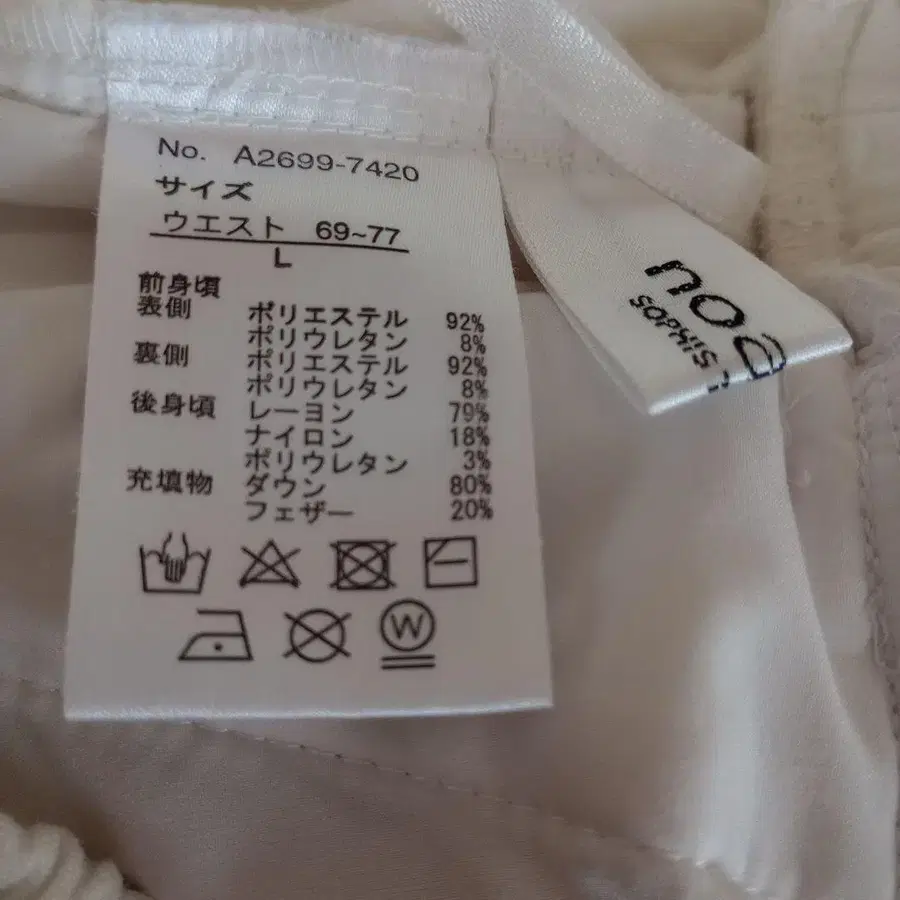 No. A2699-7420
サイズ
ウエスト 69~77
L
前身頃
表側 ポリエステル 92%
ポリウレタン 8%
裏側 ポリエステル 92%
ポリウレタン 8%
後身頃 レーヨン 79%
ナイロン 18%
ポリウレタン 3%
充填物 ダウン 80%
フェザー 20%
W